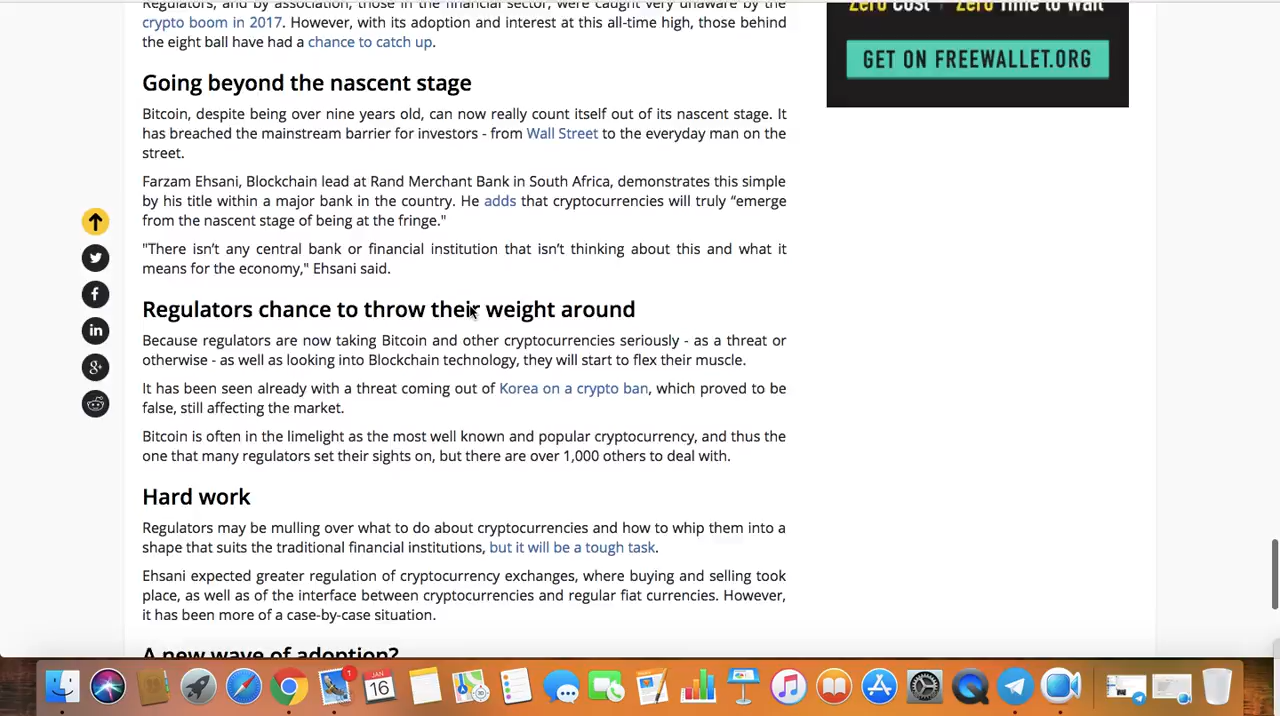 Regulators, and by association, those in the financial sector, were caught very unaware by the
crypto boom in 2017. However, with its adoption and interest at this all-time high, those behind
the eight ball have had a chance to catch up.
Zero Cost Zero Time to Wait
GET ON FREEWALLET.ORG
Going beyond the nascent stage
Bitcoin, despite being over nine years old, can now really count itself out of its nascent stage. It
has breached the mainstream barrier for investors - from Wall Street to the everyday man on the
street.
Farzam Ehsani, Blockchain lead at Rand Merchant Bank in South Africa, demonstrates this simple
by his title within a major bank in the country. He adds that cryptocurrencies will truly “emerge
from the nascent stage of being at the fringe."
"There isn’t any central bank or financial institution that isn’t thinking about this and what it
means for the economy," Ehsani said.
Regulators chance to throw their weight around
Because regulators are now taking Bitcoin and other cryptocurrencies seriously - as a threat or
otherwise - as well as looking into Blockchain technology, they will start to flex their muscle.
It has been seen already with a threat coming out of Korea on a crypto ban, which proved to be
false, still affecting the market.
Bitcoin is often in the limelight as the most well known and popular cryptocurrency, and thus the
one that many regulators set their sights on, but there are over 1,000 others to deal with.
Hard work
Regulators may be mulling over what to do about cryptocurrencies and how to whip them into a
shape that suits the traditional financial institutions, but it will be a tough task.
Ehsani expected greater regulation of cryptocurrency exchanges, where buying and selling took
place, as well as of the interface between cryptocurrencies and regular fiat currencies. However,
it has been more of a case-by-case situation.
A new wave of adoption?
JAN
16
1